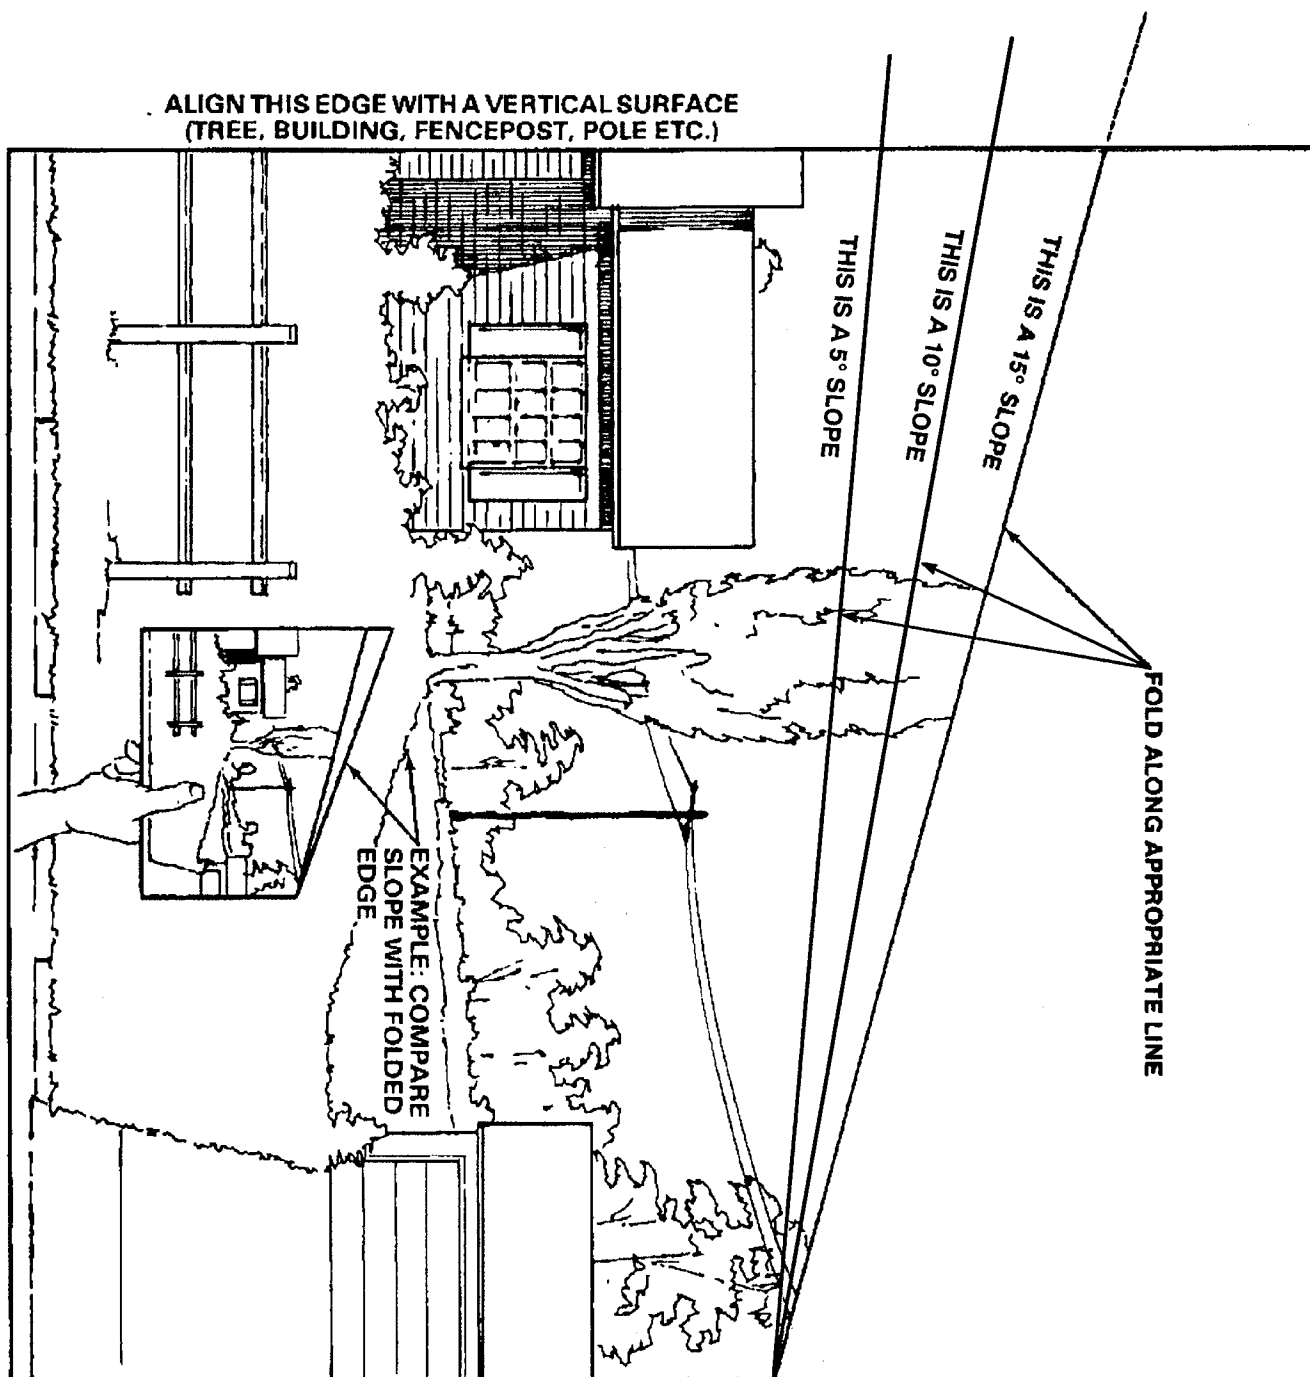 ALIGN THIS EDGE WITH A VERTICAL SURFACE
(TREE, BUILDING, FENCEPOST, POLE ETC.)
THIS IS A 15° SLOPE
THIS IS A 10° SLOPE
THIS IS A 5° SLOPE
FOLD ALONG APPROPRIATE LINE
EXAMPLE: COMPARE
SLOPE WITH FOLDED
EDGE